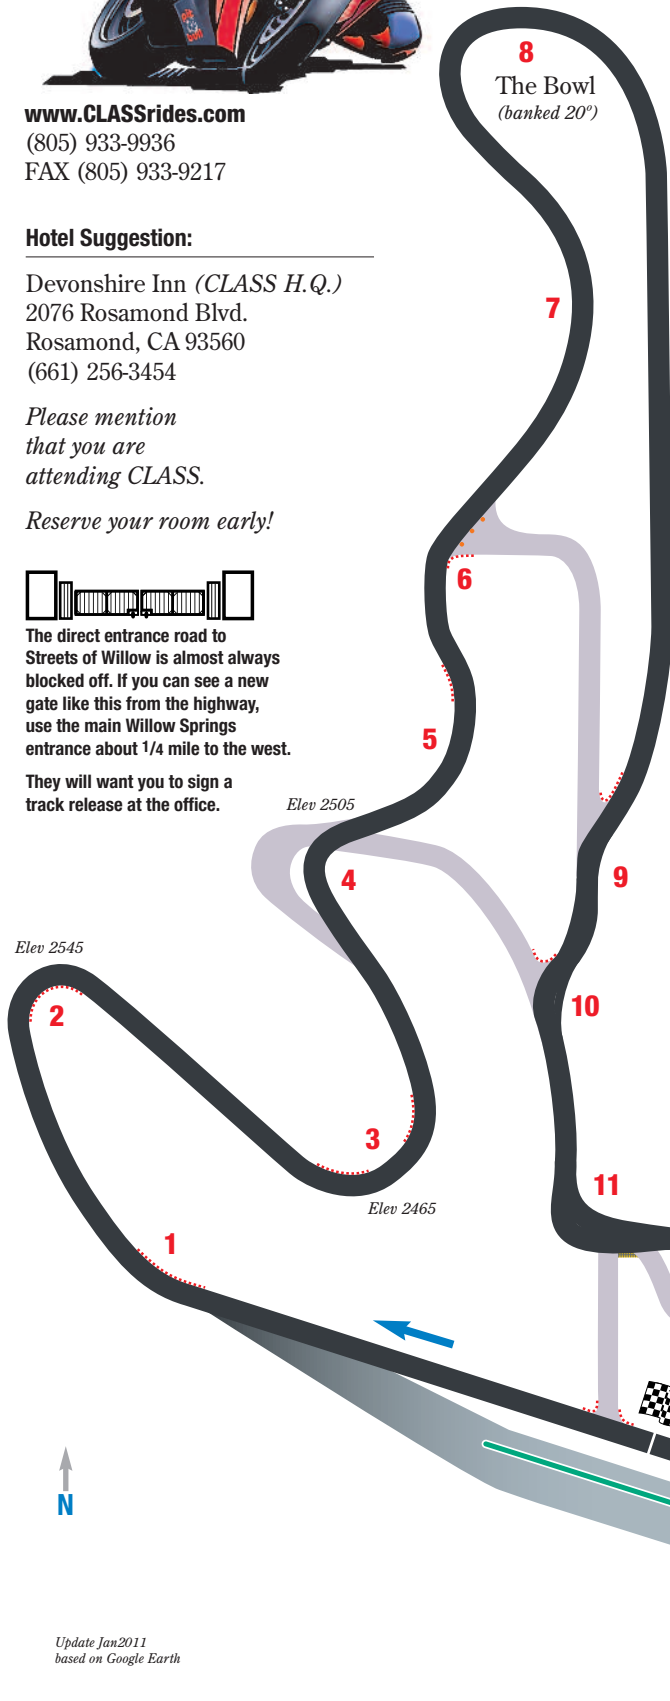 8
The Bowl
(banked 20º)
www.CLASSrides.com
(805) 933-9936
FAX (805) 933-9217
Hotel Suggestion:
Devonshire Inn (CLASS H.Q.)
2076 Rosamond Blvd.
Rosamond, CA 93560
(661) 256-3454
Please mention
that you are
attending CLASS.
Reserve your room early!
7
6
The direct entrance road to
Streets of Willow is almost always
blocked off. If you can see a new
gate like this from the highway,
use the main Willow Springs
entrance about 1/4 mile to the west.
They will want you to sign a
track release at the office.
5
Elev 2505
4
9
Elev 2545
2
10
3
Elev 2465
11
1
N
Update Jan2011
based on Google Earth